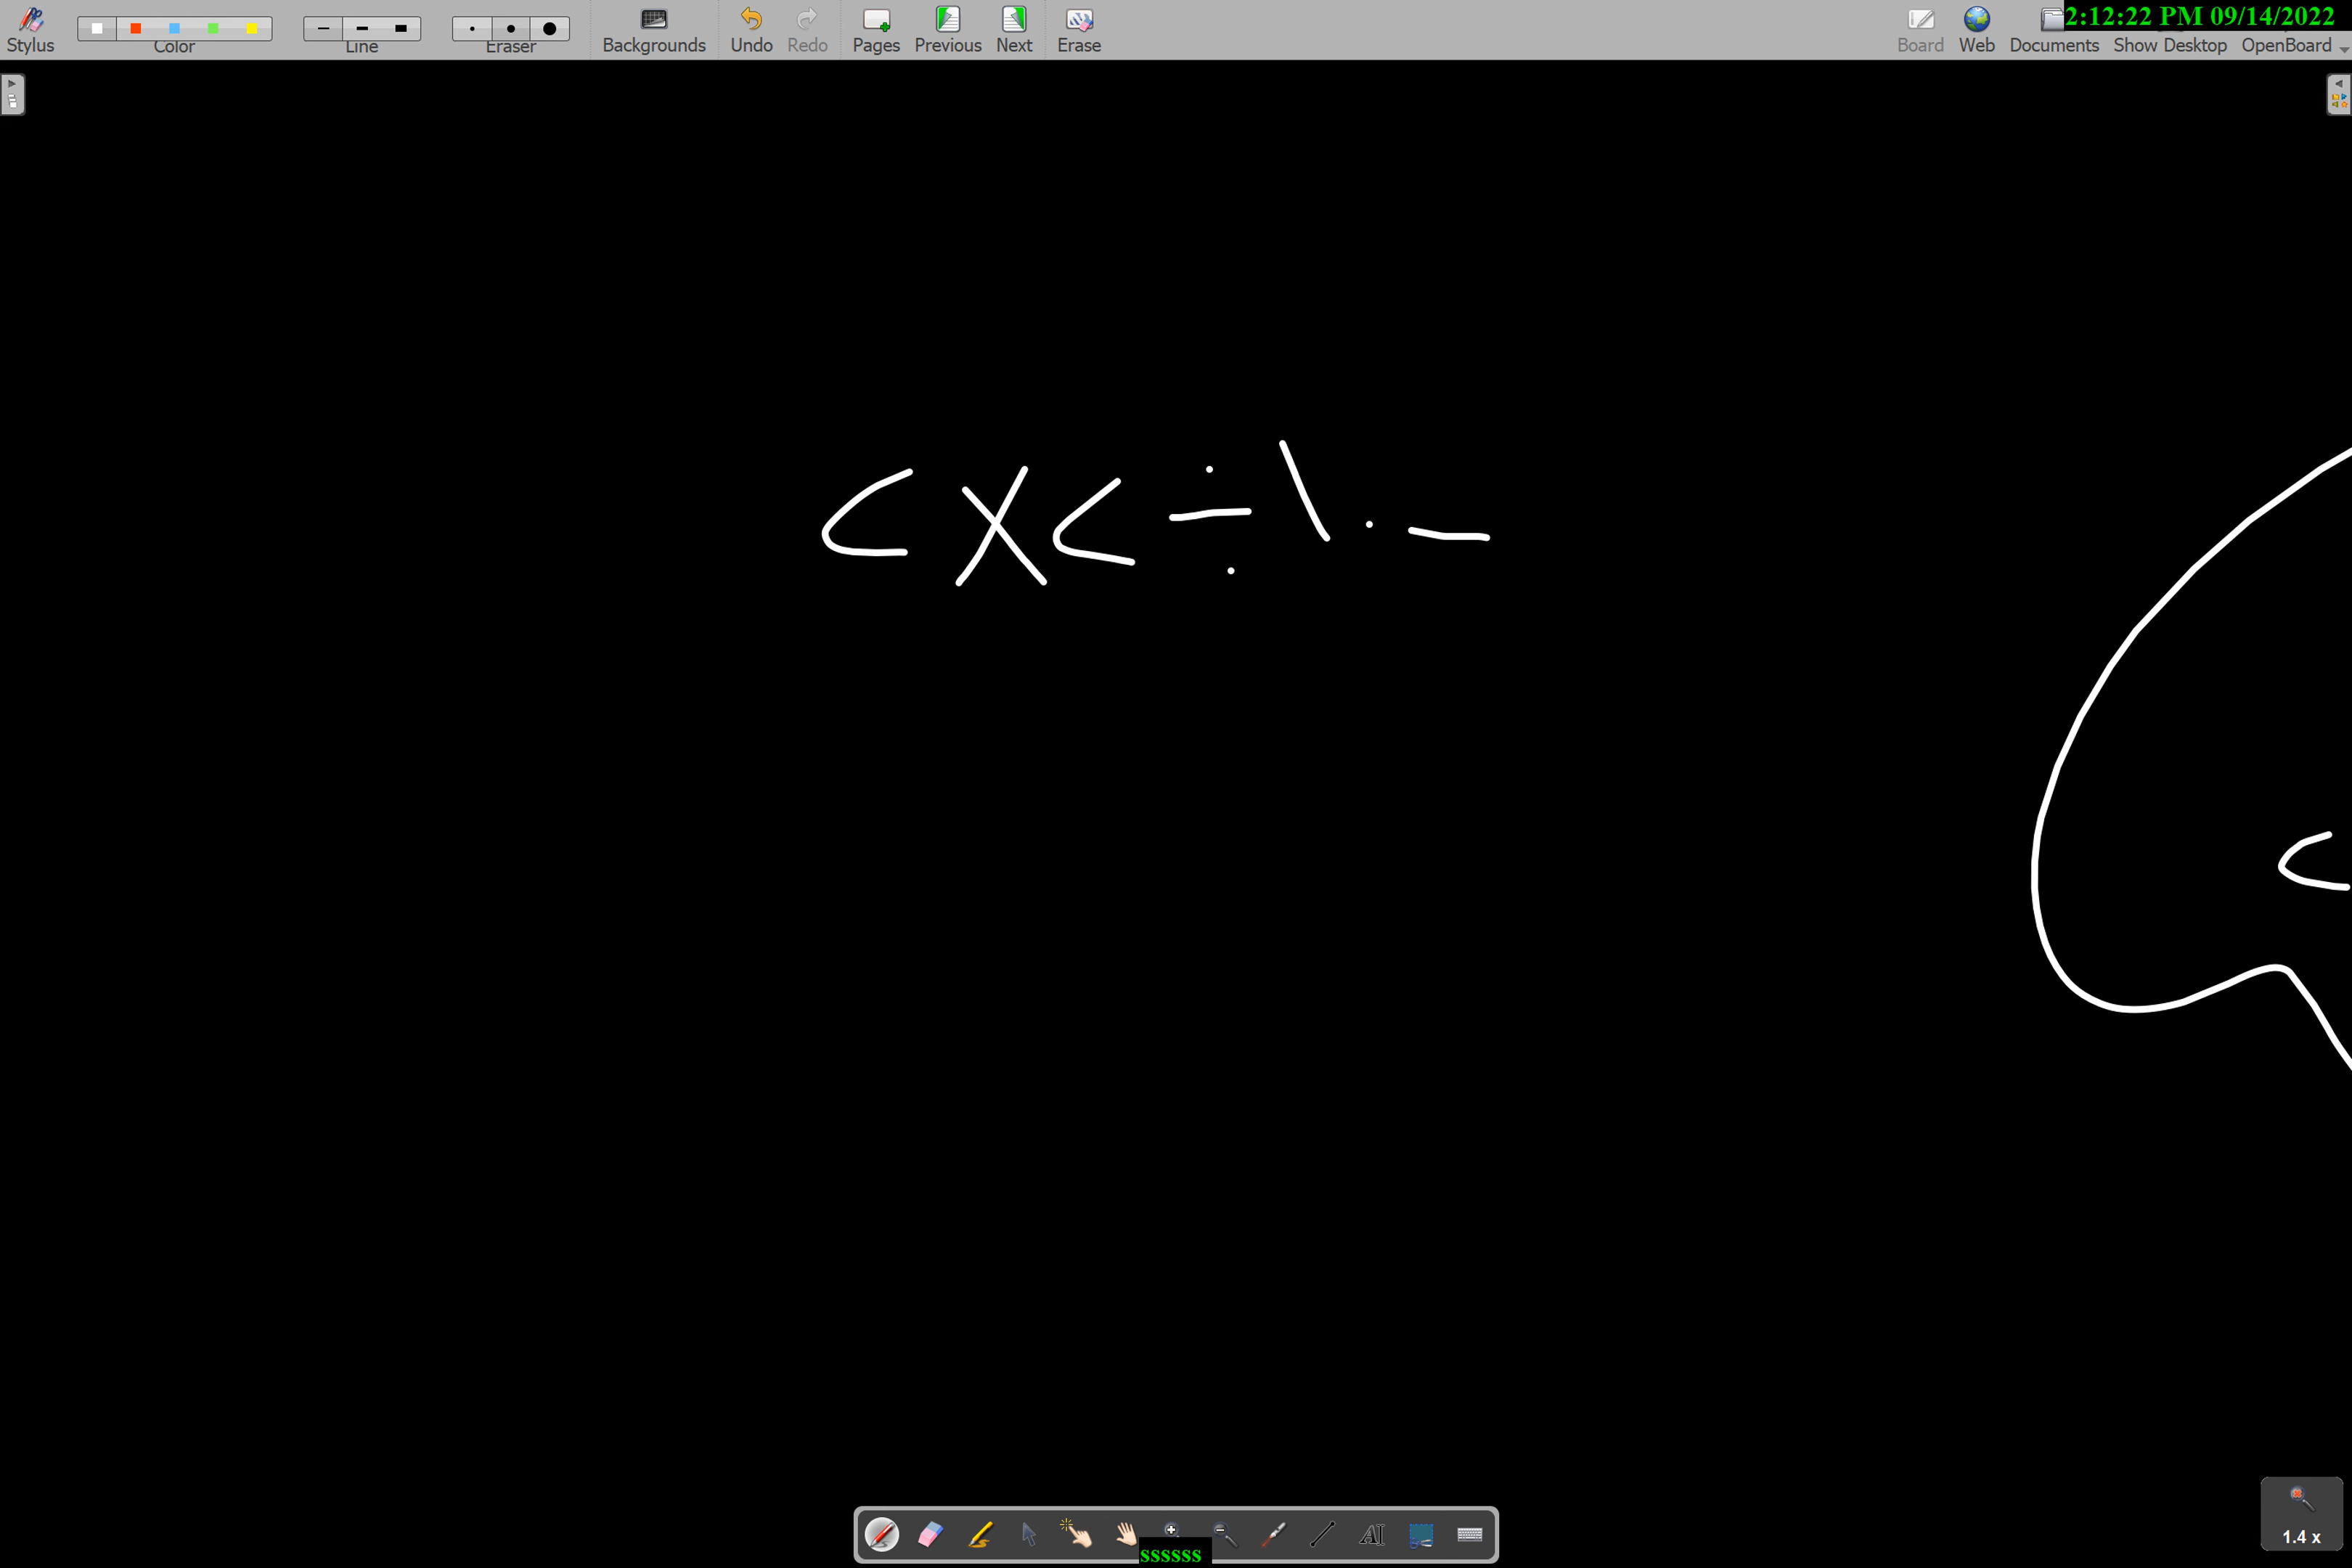 2:12:22 PM 09/14/2022
Stylus Color Line Eraser Backgrounds Undo Redo Pages Previous Next Erase Board Web Documents Show Desktop OpenBoard
C X C ÷ \ . _
C
AI
ssssss
1.4 x